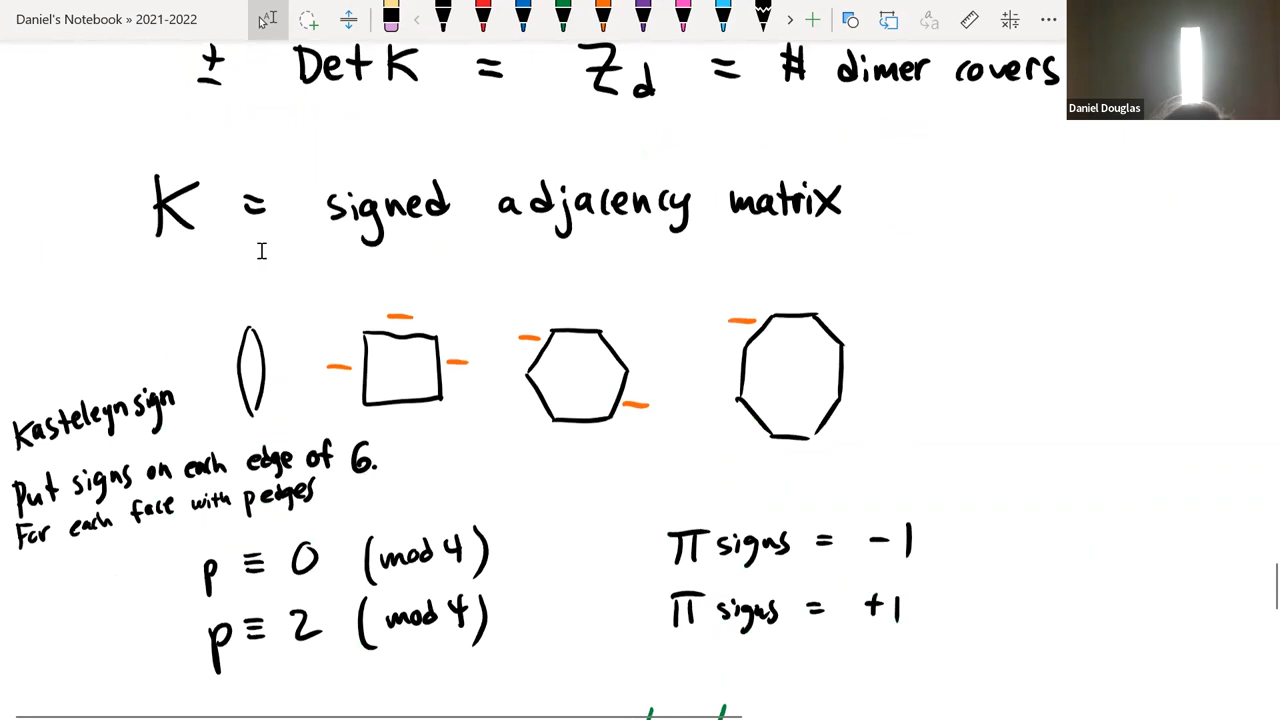 Daniel's Notebook » 2021-2022
Daniel Douglas
± Det K = Z_d = # dimer covers
K = signed adjacency matrix
Kasteleyn sign
Put signs on each edge of G.
For each face with p edges
p ≡ 0 (mod 4) π signs = -1
p ≡ 2 (mod 4) π signs = +1